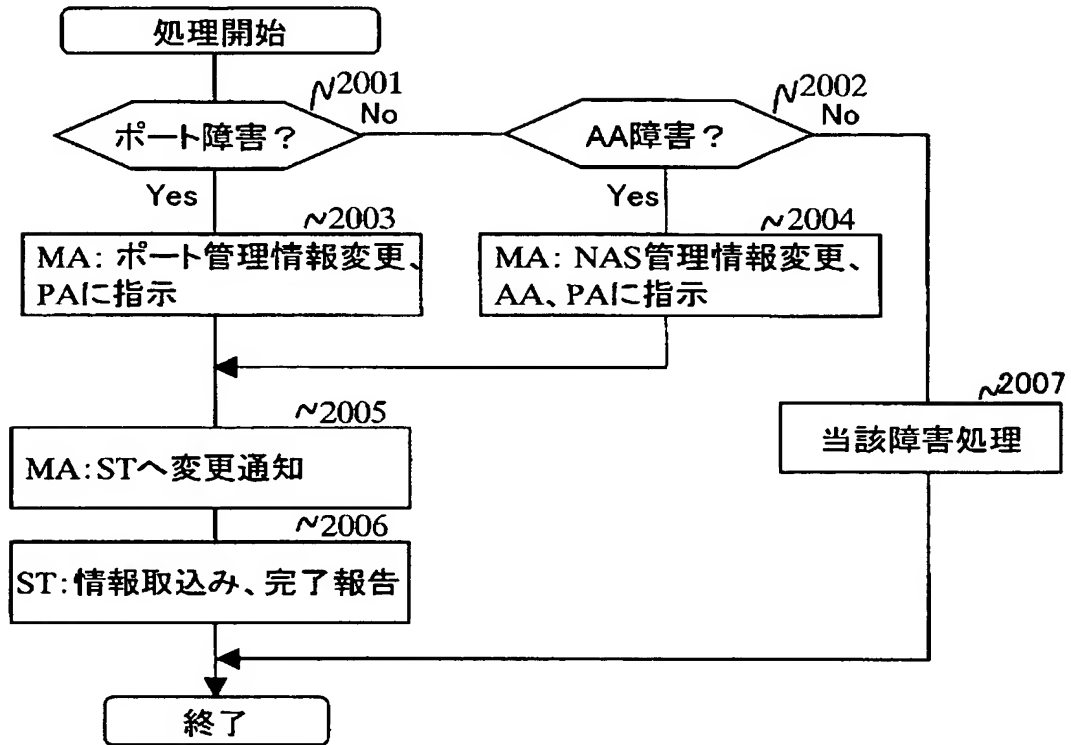 処理開始
2001
ポート障害?
No
2002
AA障害?
No
Yes
Yes
2003
MA: ポート管理情報変更、
PAに指示
2004
MA: NAS管理情報変更、
AA、PAに指示
2005
MA:STへ変更通知
2007
当該障害処理
2006
ST:情報取込み、完了報告
終了